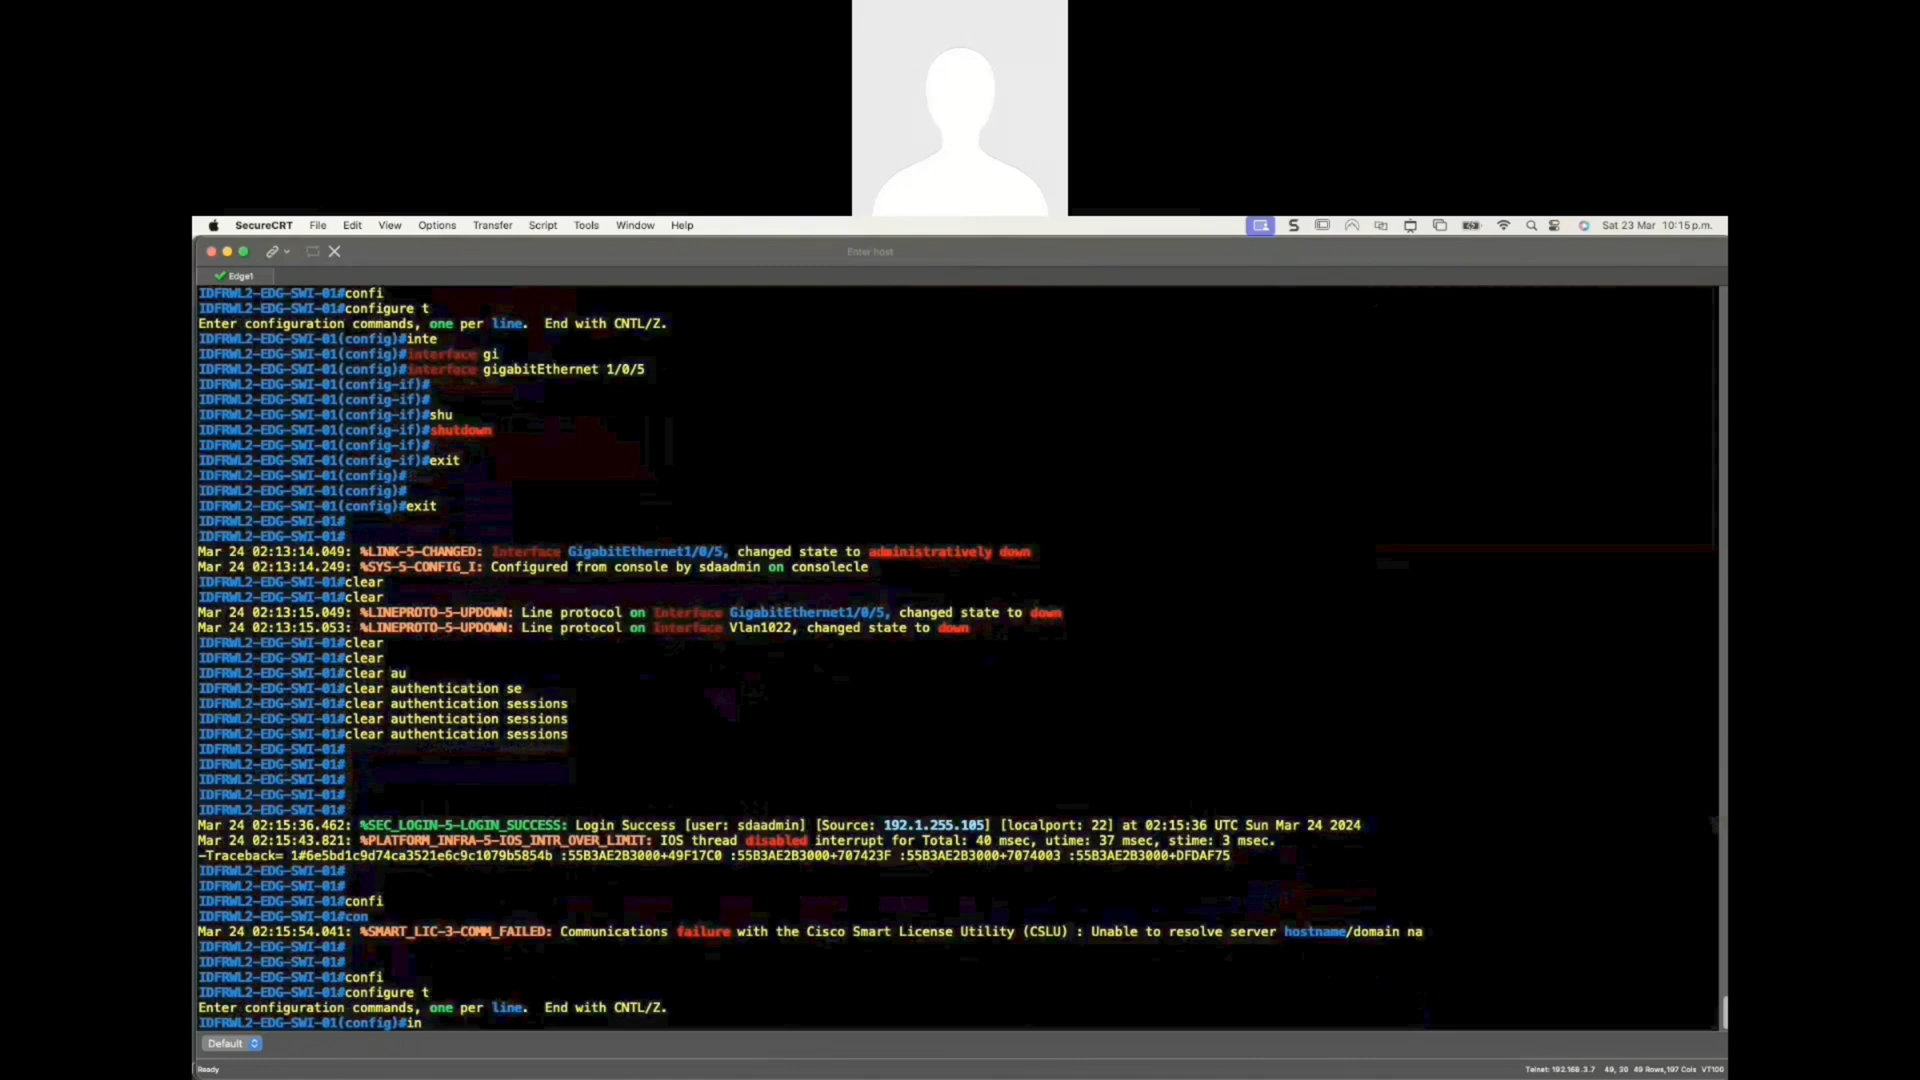 SecureCRT File Edit View Options Transfer Script Tools Window Help Sat 23 Mar 10:15 p.m.
Enter host
Edge1
IDFRWL2-EDG-SWI-01#confi
IDFRWL2-EDG-SWI-01#configure t
Enter configuration commands, one per line. End with CNTL/Z.
IDFRWL2-EDG-SWI-01(config)#inte
IDFRWL2-EDG-SWI-01(config)#interface gi
IDFRWL2-EDG-SWI-01(config)#interface gigabitEthernet 1/0/5
IDFRWL2-EDG-SWI-01(config-if)#
IDFRWL2-EDG-SWI-01(config-if)#
IDFRWL2-EDG-SWI-01(config-if)#shu
IDFRWL2-EDG-SWI-01(config-if)#shutdown
IDFRWL2-EDG-SWI-01(config-if)#
IDFRWL2-EDG-SWI-01(config-if)#exit
IDFRWL2-EDG-SWI-01(config)#
IDFRWL2-EDG-SWI-01(config)#
IDFRWL2-EDG-SWI-01(config)#exit
IDFRWL2-EDG-SWI-01#
IDFRWL2-EDG-SWI-01#
Mar 24 02:13:14.049: %LINK-5-CHANGED: Interface GigabitEthernet1/0/5, changed state to administratively down
Mar 24 02:13:14.249: %SYS-5-CONFIG_I: Configured from console by sdaadmin on consolecle
IDFRWL2-EDG-SWI-01#clear
IDFRWL2-EDG-SWI-01#clear
Mar 24 02:13:15.049: %LINEPROTO-5-UPDOWN: Line protocol on Interface GigabitEthernet1/0/5, changed state to down
Mar 24 02:13:15.053: %LINEPROTO-5-UPDOWN: Line protocol on Interface Vlan1022, changed state to down
IDFRWL2-EDG-SWI-01#clear
IDFRWL2-EDG-SWI-01#clear
IDFRWL2-EDG-SWI-01#clear au
IDFRWL2-EDG-SWI-01#clear authentication se
IDFRWL2-EDG-SWI-01#clear authentication sessions
IDFRWL2-EDG-SWI-01#clear authentication sessions
IDFRWL2-EDG-SWI-01#clear authentication sessions
IDFRWL2-EDG-SWI-01#
IDFRWL2-EDG-SWI-01#
IDFRWL2-EDG-SWI-01#
IDFRWL2-EDG-SWI-01#
IDFRWL2-EDG-SWI-01#
Mar 24 02:15:36.462: %SEC_LOGIN-5-LOGIN_SUCCESS: Login Success [user: sdaadmin] [Source: 192.1.255.105] [localport: 22] at 02:15:36 UTC Sun Mar 24 2024
Mar 24 02:15:43.821: %PLATFORM_INFRA-5-IOS_INTR_OVER_LIMIT: IOS thread disabled interrupt for Total: 40 msec, utime: 37 msec, stime: 3 msec.
-Traceback= 1#6e5bd1c9d74ca3521e6c9c1079b5854b :55B3AE2B3000+49F17C0 :55B3AE2B3000+707423F :55B3AE2B3000+7074003 :55B3AE2B3000+DFDAF75
IDFRWL2-EDG-SWI-01#
IDFRWL2-EDG-SWI-01#
IDFRWL2-EDG-SWI-01#confi
IDFRWL2-EDG-SWI-01#con
Mar 24 02:15:54.041: %SMART_LIC-3-COMM_FAILED: Communications failure with the Cisco Smart License Utility (CSLU) : Unable to resolve server hostname/domain na
IDFRWL2-EDG-SWI-01#
IDFRWL2-EDG-SWI-01#
IDFRWL2-EDG-SWI-01#confi
IDFRWL2-EDG-SWI-01#configure t
Enter configuration commands, one per line. End with CNTL/Z.
IDFRWL2-EDG-SWI-01(config)#in
Default
Ready Telnet: 192.168.3.7 49, 30 49 Rows, 197 Cols VT100